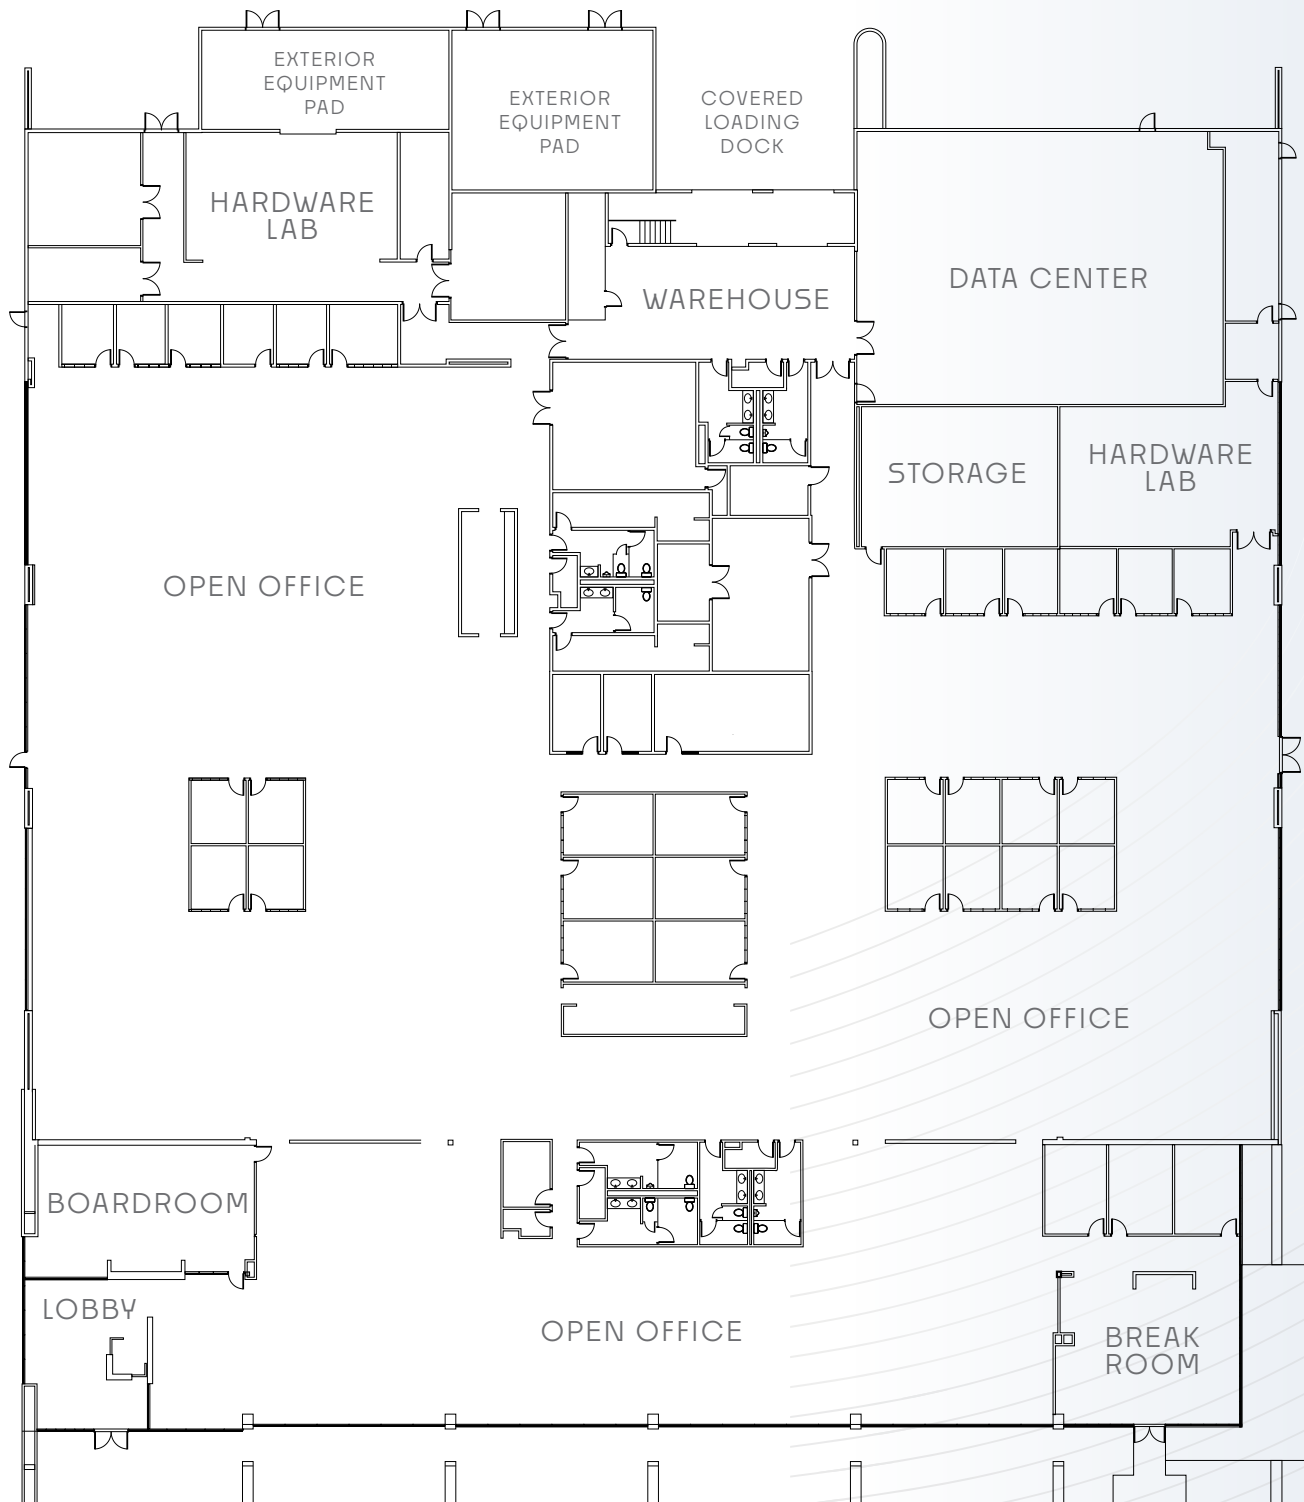 EXTERIOR
EQUIPMENT
PAD
EXTERIOR
EQUIPMENT
PAD
COVERED
LOADING
DOCK
HARDWARE
LAB
WAREHOUSE
DATA CENTER
STORAGE
HARDWARE
LAB
OPEN OFFICE
OPEN OFFICE
BOARDROOM
LOBBY
OPEN OFFICE
BREAK
ROOM